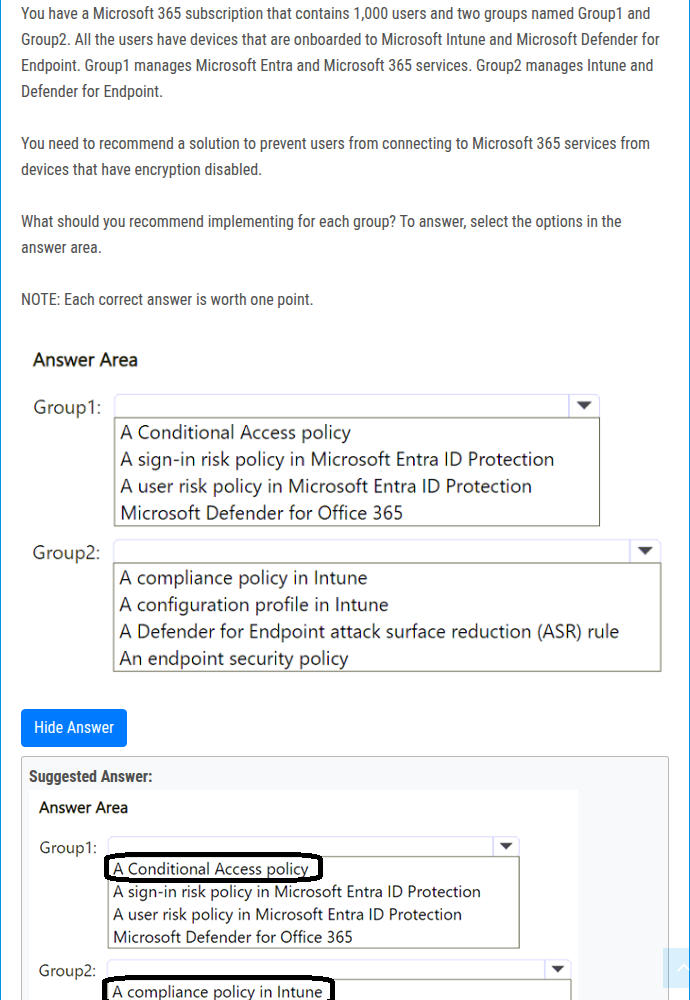 You have a Microsoft 365 subscription that contains 1,000 users and two groups named Group1 and
Group2. All the users have devices that are onboarded to Microsoft Intune and Microsoft Defender for
Endpoint. Group1 manages Microsoft Entra and Microsoft 365 services. Group2 manages Intune and
Defender for Endpoint.
You need to recommend a solution to prevent users from connecting to Microsoft 365 services from
devices that have encryption disabled.
What should you recommend implementing for each group? To answer, select the options in the
answer area.
NOTE: Each correct answer is worth one point.
Answer Area
Group1:
A Conditional Access policy
A sign-in risk policy in Microsoft Entra ID Protection
A user risk policy in Microsoft Entra ID Protection
Microsoft Defender for Office 365
Group2:
A compliance policy in Intune
A configuration profile in Intune
A Defender for Endpoint attack surface reduction (ASR) rule
An endpoint security policy
Hide Answer
Suggested Answer:
Answer Area
Group1:
A Conditional Access policy
A sign-in risk policy in Microsoft Entra ID Protection
A user risk policy in Microsoft Entra ID Protection
Microsoft Defender for Office 365
Group2:
A compliance policy in Intune